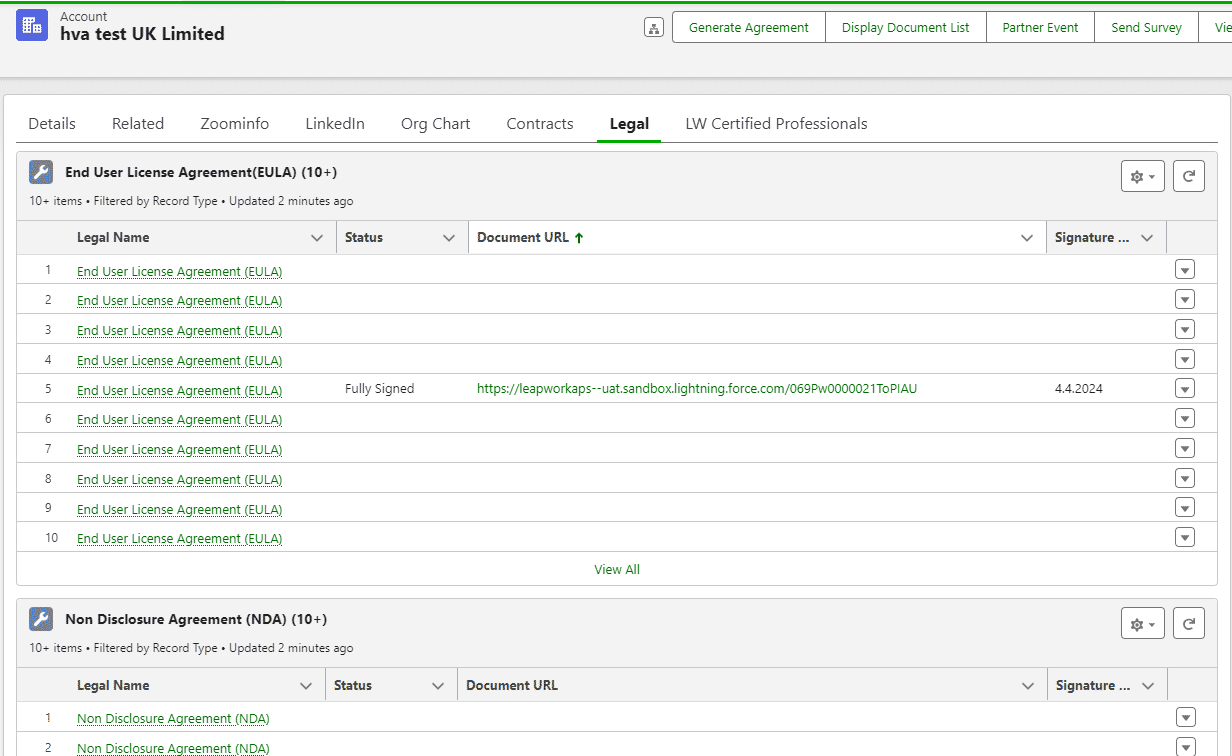 Account
hva test UK Limited
Generate Agreement Display Document List Partner Event Send Survey Vie
Details Related Zoominfo LinkedIn Org Chart Contracts Legal LW Certified Professionals
End User License Agreement(EULA) (10+)
10+ items • Filtered by Record Type • Updated 2 minutes ago
Legal Name Status Document URL Signature ...
1 End User License Agreement (EULA)
2 End User License Agreement (EULA)
3 End User License Agreement (EULA)
4 End User License Agreement (EULA)
5 End User License Agreement (EULA) Fully Signed https://leapworkaps--uat.sandbox.lightning.force.com/069Pw0000021ToPIAU 4.4.2024
6 End User License Agreement (EULA)
7 End User License Agreement (EULA)
8 End User License Agreement (EULA)
9 End User License Agreement (EULA)
10 End User License Agreement (EULA)
View All
Non Disclosure Agreement (NDA) (10+)
10+ items • Filtered by Record Type • Updated 2 minutes ago
Legal Name Status Document URL Signature ...
1 Non Disclosure Agreement (NDA)
2 Non Disclosure Agreement (NDA)